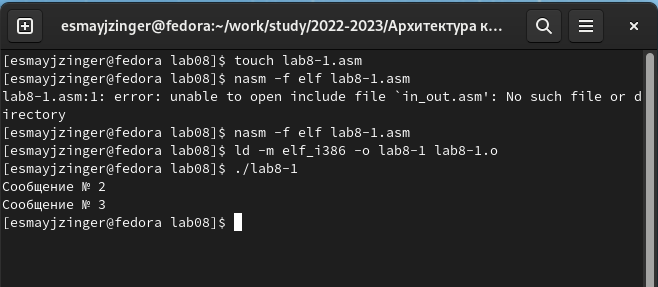 esmayjzinger@fedora:~/work/study/2022-2023/Архитектура к...
[esmayjzinger@fedora lab08]$ touch lab8-1.asm
[esmayjzinger@fedora lab08]$ nasm -f elf lab8-1.asm
lab8-1.asm:1: error: unable to open include file `in_out.asm': No such file or d
irectory
[esmayjzinger@fedora lab08]$ nasm -f elf lab8-1.asm
[esmayjzinger@fedora lab08]$ ld -m elf_i386 -o lab8-1 lab8-1.o
[esmayjzinger@fedora lab08]$ ./lab8-1
Сообщение № 2
Сообщение № 3
[esmayjzinger@fedora lab08]$